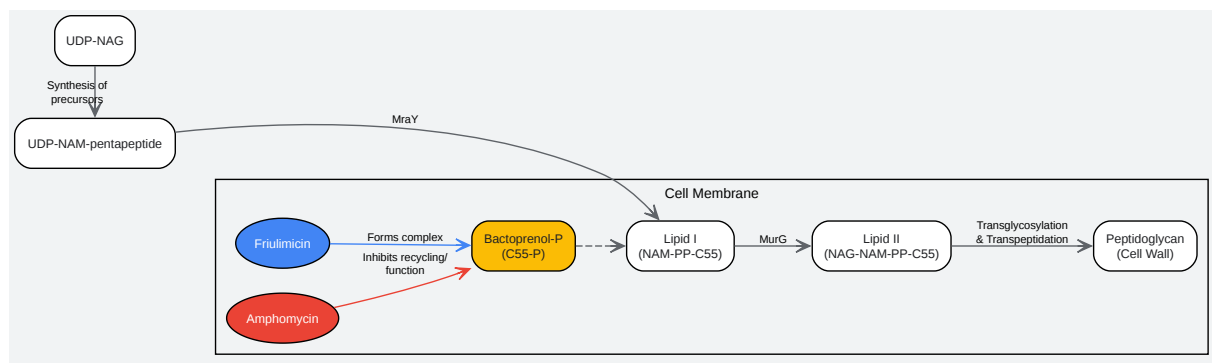 UDP-NAG
Synthesis of
precursors
UDP-NAM-pentapeptide
MraY
Cell Membrane
Friulimicin
Forms complex
Inhibits recycling/
function
Amphomycin
Bactoprenol-P
(C55-P)
Lipid I
(NAM-PP-C55)
MurG
Lipid II
(NAG-NAM-PP-C55)
Transglycosylation
& Transpeptidation
Peptidoglycan
(Cell Wall)